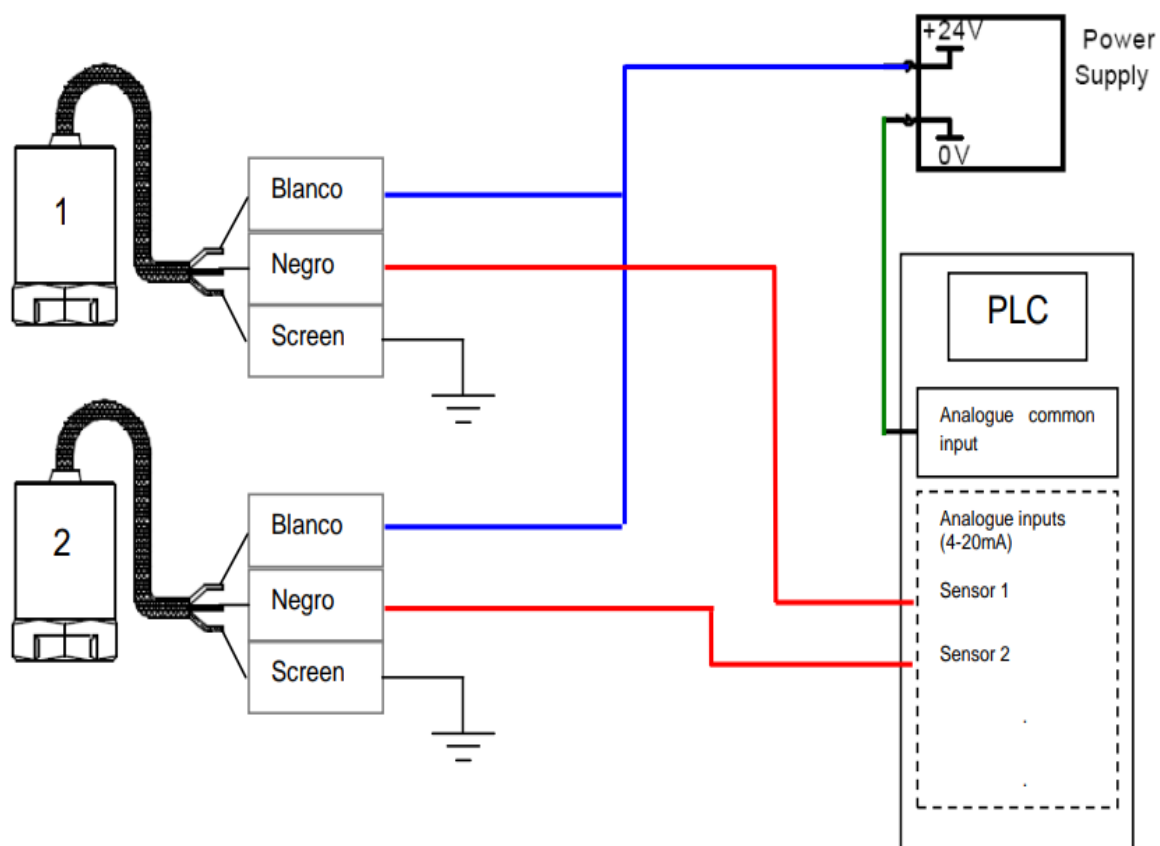 +24V
Power
Supply
0V
1
Blanco
Negro
Screen
PLC
Analogue common
input
2
Blanco
Negro
Screen
Analogue inputs
(4-20mA)
Sensor 1
Sensor 2
.
.